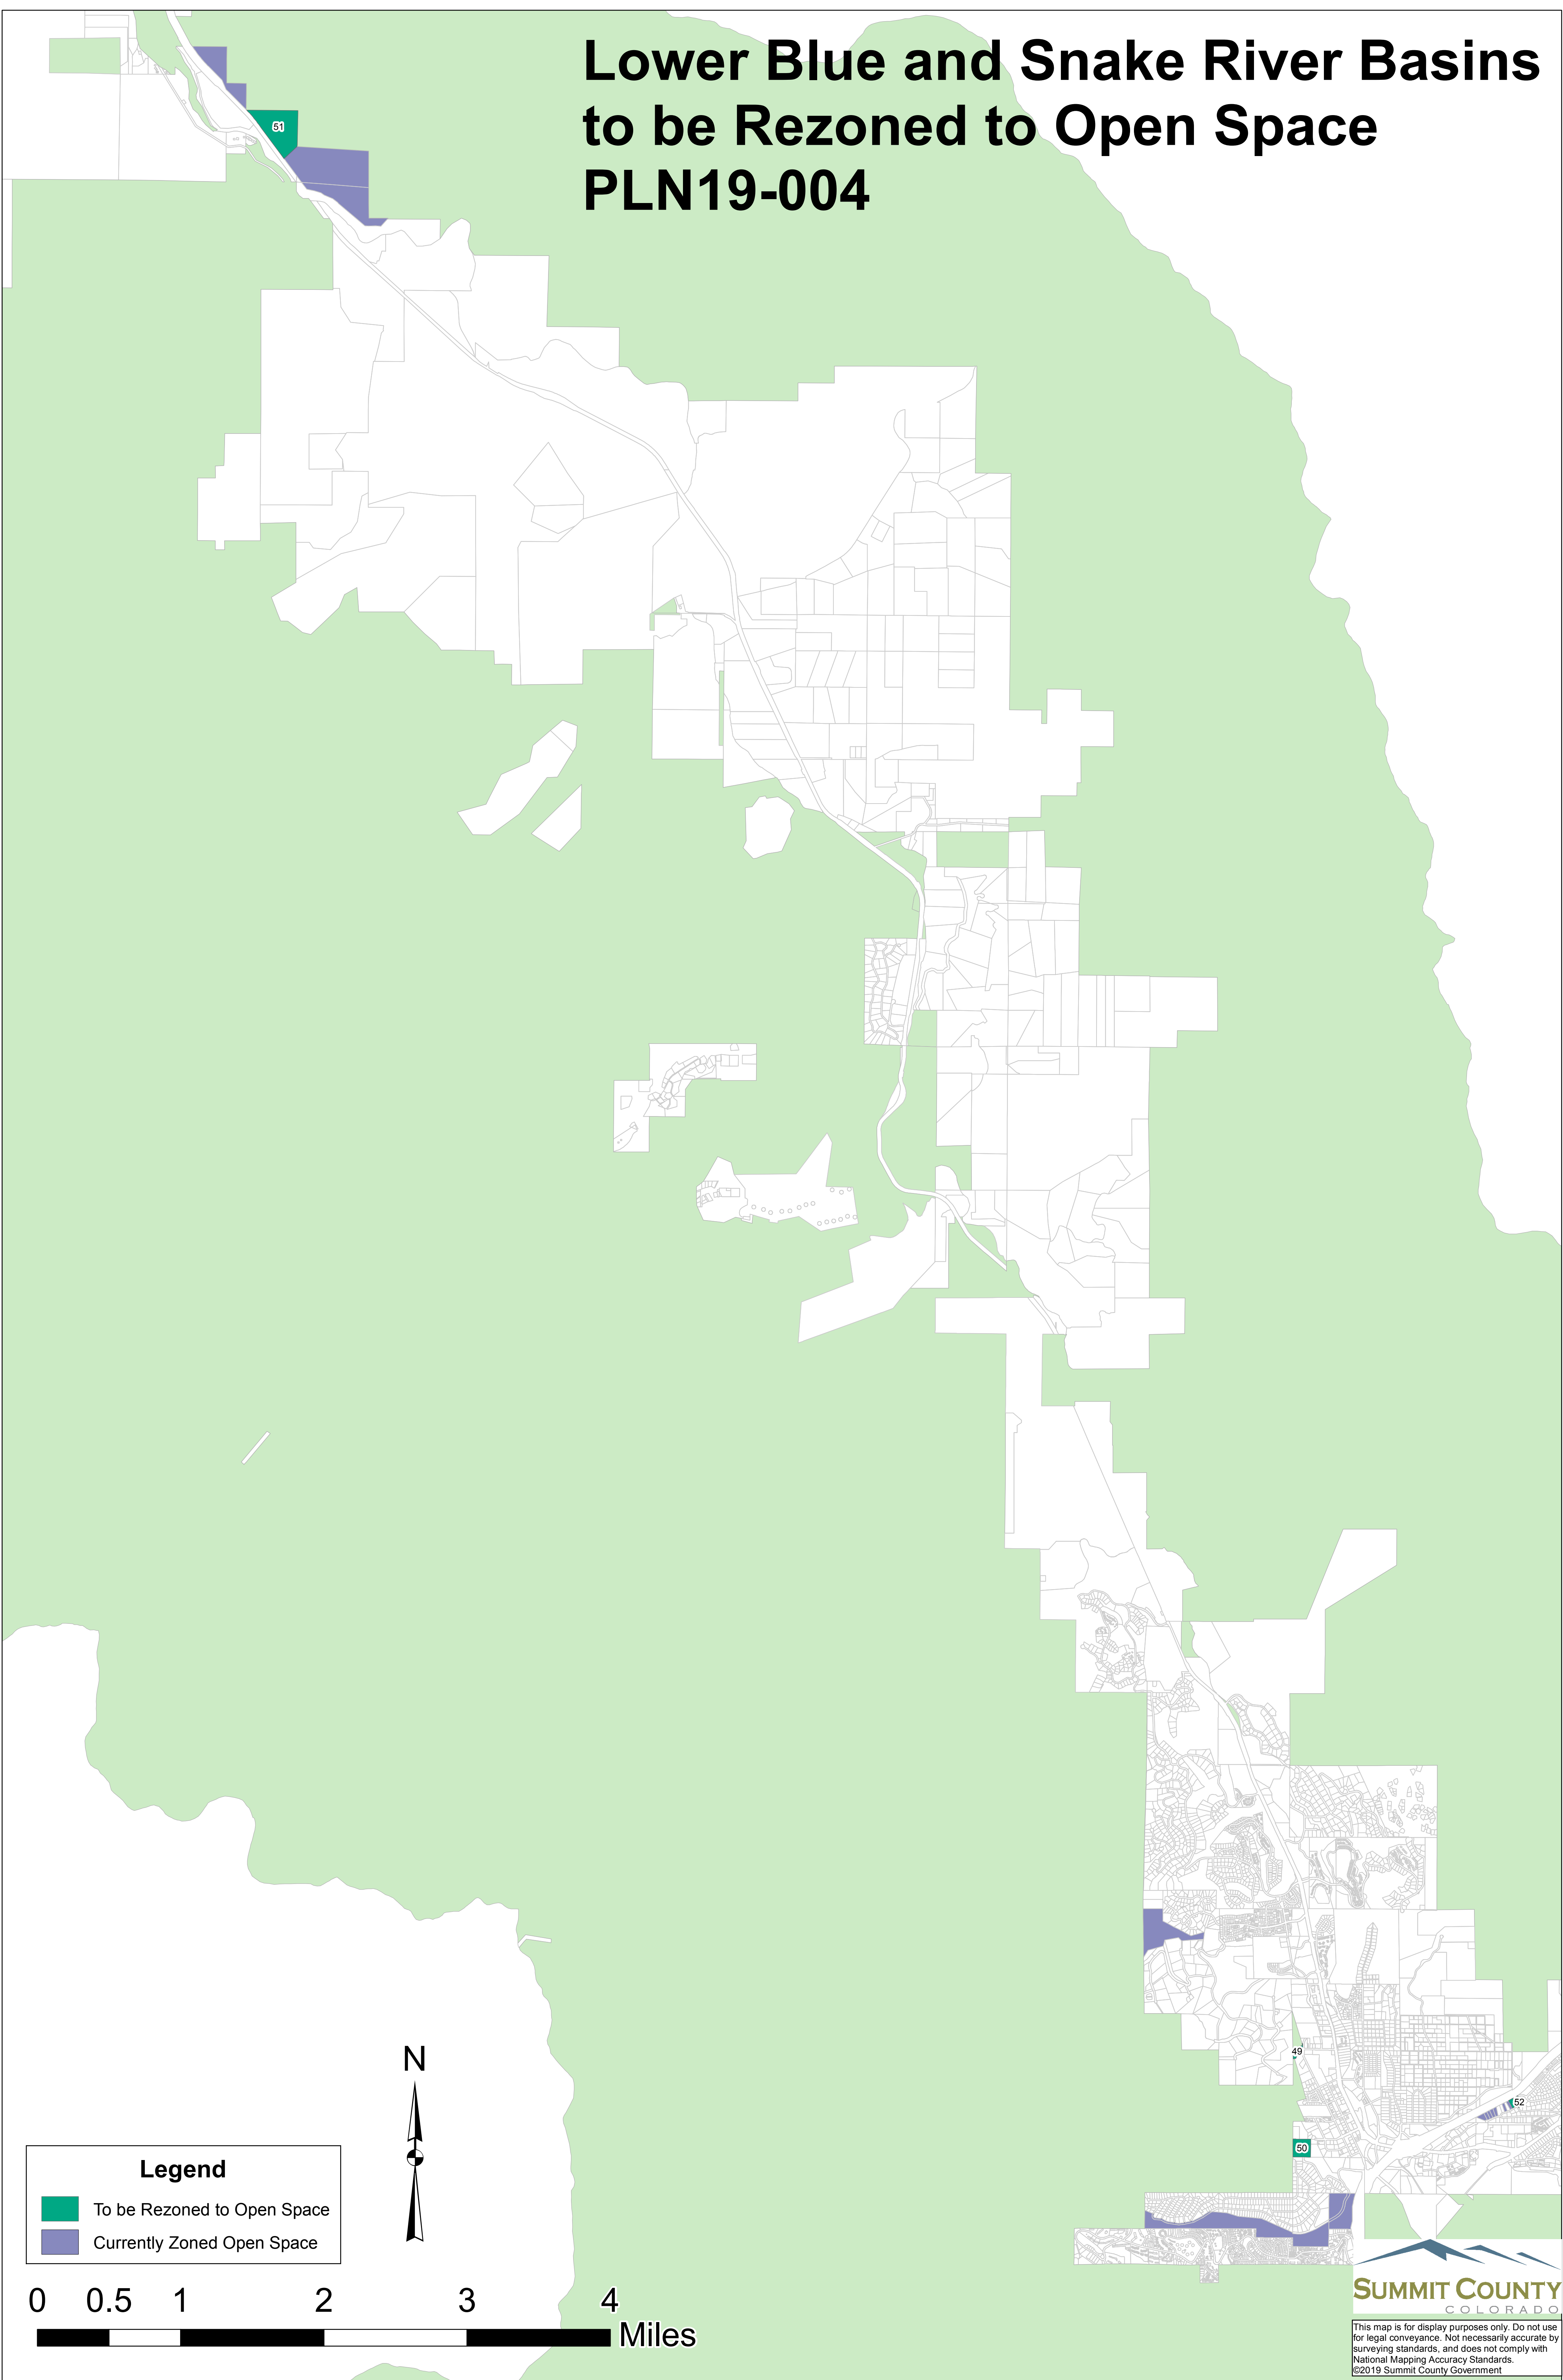 Lower Blue and Snake River Basins
to be Rezoned to Open Space
PLN19-004
51
49
52
50
N
Legend
To be Rezoned to Open Space
Currently Zoned Open Space
0 0.5 1 2 3 4
Miles
SUMMIT COUNTY
COLORADO
This map is for display purposes only. Do not use
for legal conveyance. Not necessarily accurate by
surveying standards, and does not comply with
National Mapping Accuracy Standards.
©2019 Summit County Government